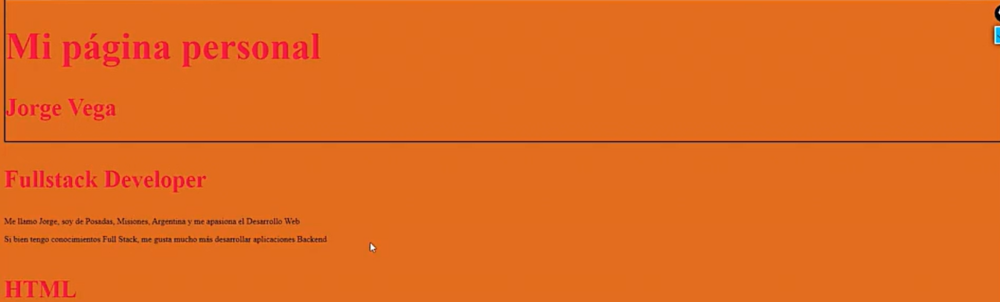 Mi página personal
Jorge Vega
Fullstack Developer
Me llamo Jorge, soy de Posadas, Misiones, Argentina y me apasiona el Desarrollo Web
Si bien tengo conocimientos Full Stack, me gusta mucho más desarrollar aplicaciones Backend
HTML